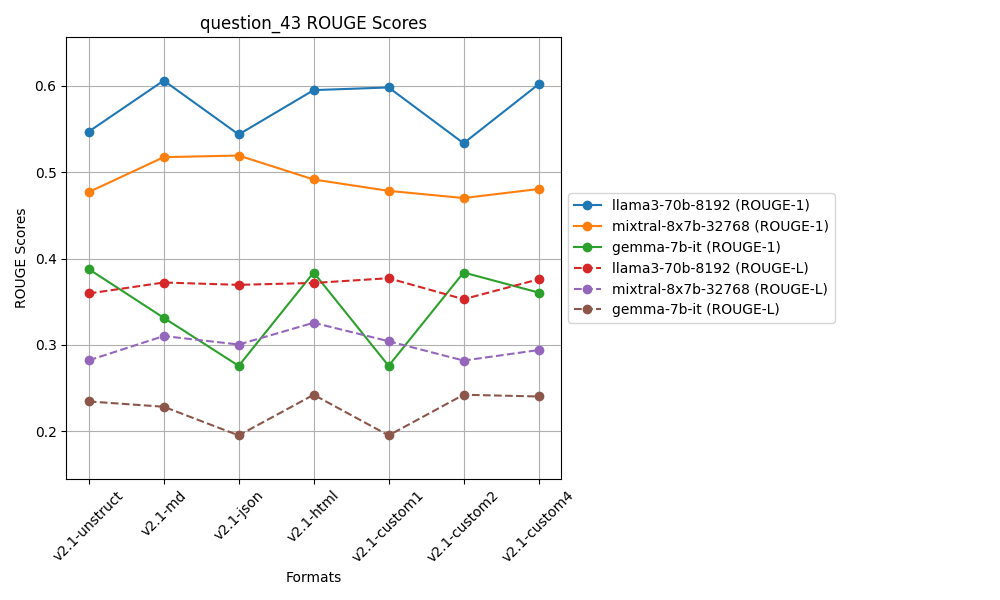 question_43 ROUGE Scores
ROUGE Scores
0.6
0.5
0.4
0.3
0.2
v2.1-unstruct
v2.1-md
v2.1-json
v2.1-html
v2.1-custom1
v2.1-custom2
v2.1-custom4
Formats
llama3-70b-8192 (ROUGE-1)
mixtral-8x7b-32768 (ROUGE-1)
gemma-7b-it (ROUGE-1)
llama3-70b-8192 (ROUGE-L)
mixtral-8x7b-32768 (ROUGE-L)
gemma-7b-it (ROUGE-L)